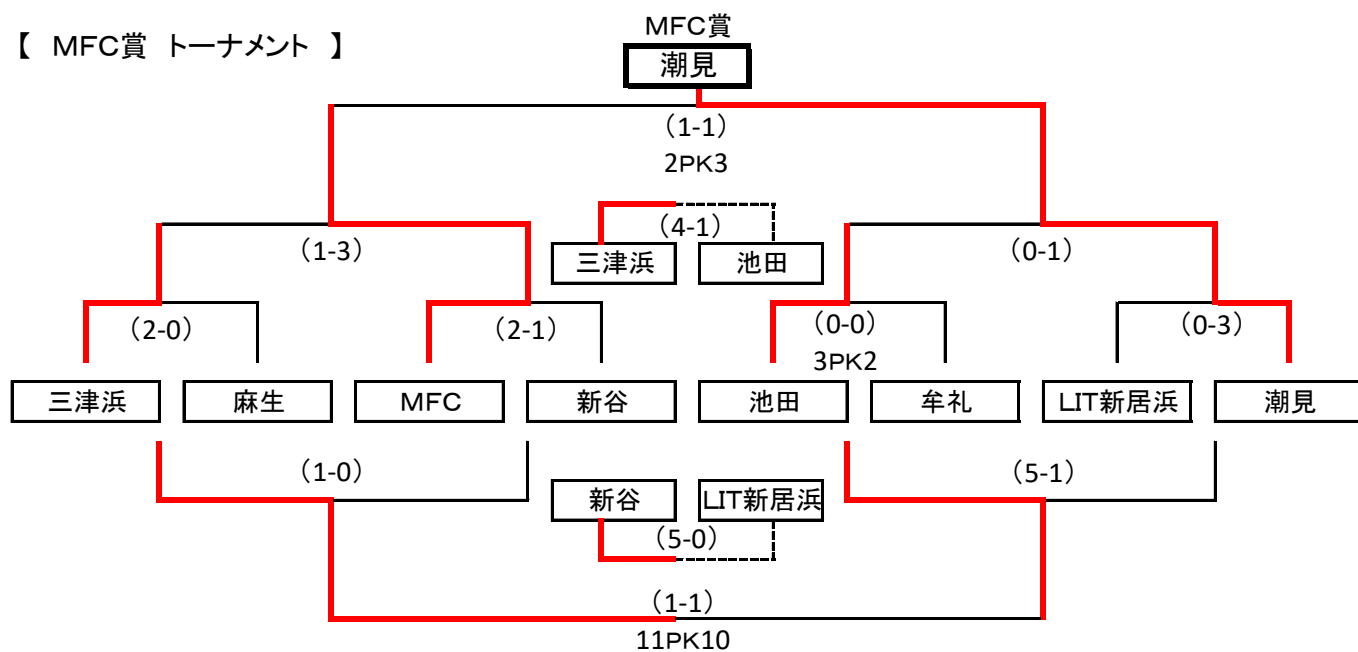 MFC賞
【 MFC賞 トーナメント 】
潮見
(1-1)
2PK3
(1-3)
(4-1)
(0-1)
三津浜 池田
(2-0) (2-1) (0-0) (0-3)
3PK2
三津浜 麻生 MFC 新谷 池田 牟礼 LIT新居浜 潮見
(1-0) (5-1)
新谷 LIT新居浜
(5-0)
(1-1)
11PK10